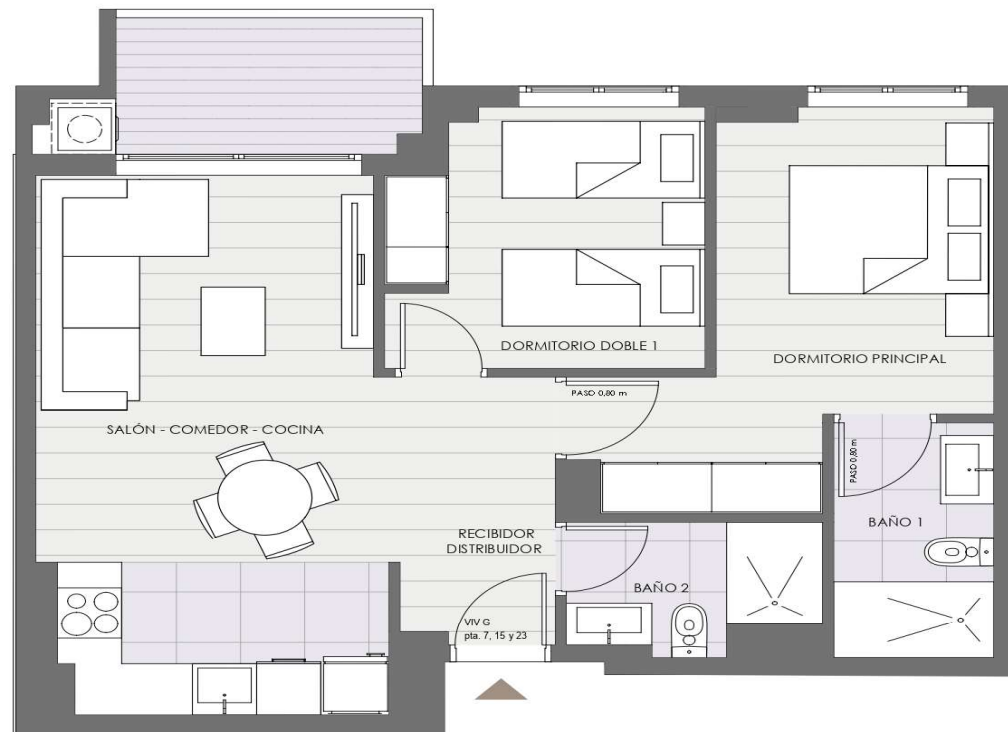 DORMITORIO DOBLE 1
DORMITORIO PRINCIPAL
PASO 0,80 m
SALÓN - COMEDOR - COCINA
PASO 0,80 m
BAÑO 1
RECIBIDOR
DISTRIBUIDOR
BAÑO 2
VIV G
pta. 7, 15 y 23